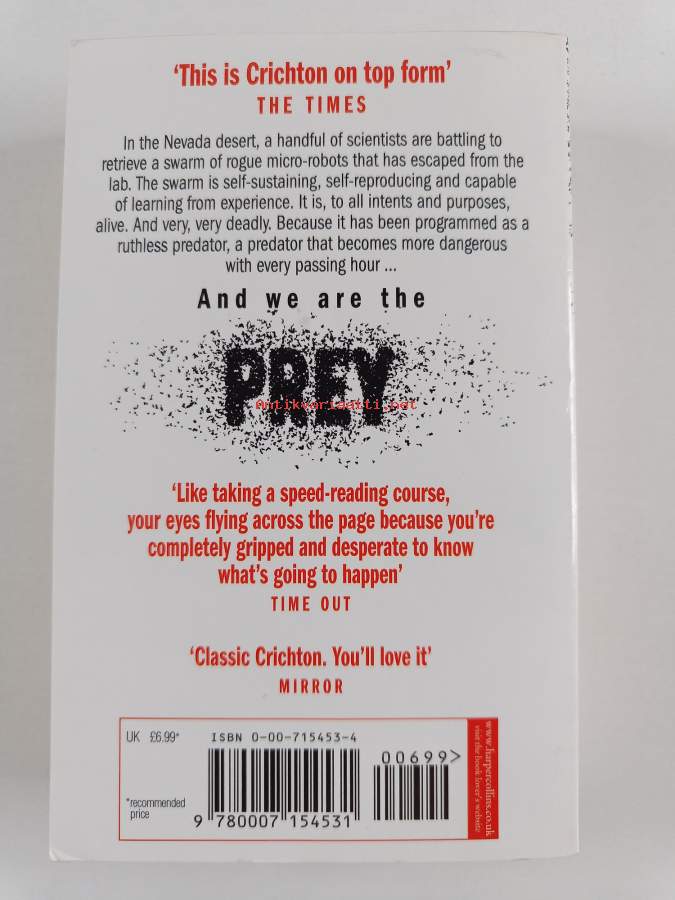 ‘This is Crichton on top form’
THE TIMES
In the Nevada desert, a handful of scientists are battling to
retrieve a swarm of rogue micro-robots that has escaped from the
lab. The swarm is self-sustaining, self-reproducing and capable
of learning from experience. It is, to all intents and purposes,
alive. And very, very deadly. Because it has been programmed as a
ruthless predator, a predator that becomes more dangerous
with every passing hour ...
And we are the
PREY
Antikvariaatti.net
‘Like taking a speed-reading course,
your eyes flying across the page because you’re
completely gripped and desperate to know
what’s going to happen’
TIME OUT
‘Classic Crichton. You’ll love it’
MIRROR
UK £6.99*
ISBN 0-00-715453-4
00699>
*recommended
price
9 780007 154531
www.harpercollins.co.uk
visit the book lover’s website